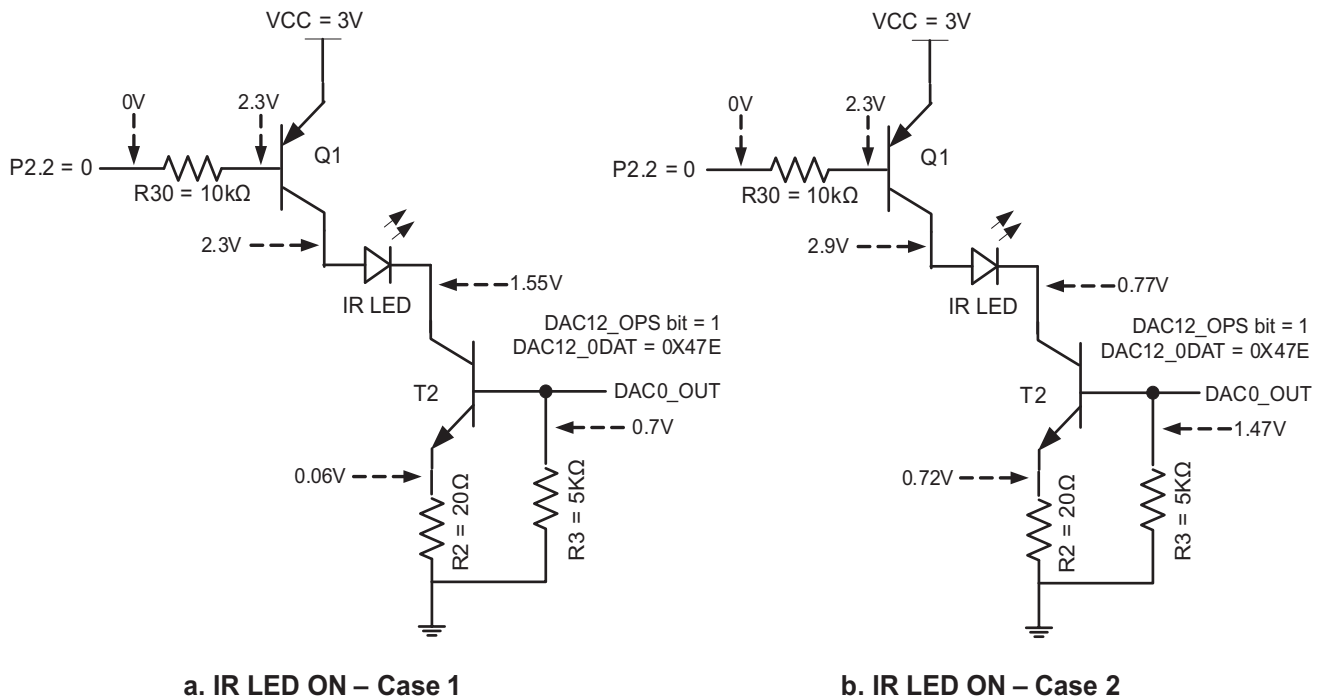 VCC = 3V
0V
2.3V
P2.2 = 0
Q1
R30 = 10kΩ
2.3V
1.55V
IR LED
DAC12_OPS bit = 1
DAC12_0DAT = 0X47E
T2
DAC0_OUT
0.7V
0.06V
R2 = 20Ω
R3 = 5KΩ
a. IR LED ON – Case 1
VCC = 3V
0V
2.3V
P2.2 = 0
Q1
R30 = 10kΩ
2.9V
0.77V
IR LED
DAC12_OPS bit = 1
DAC12_0DAT = 0X47E
T2
DAC0_OUT
1.47V
0.72V
R2 = 20Ω
R3 = 5KΩ
b. IR LED ON – Case 2